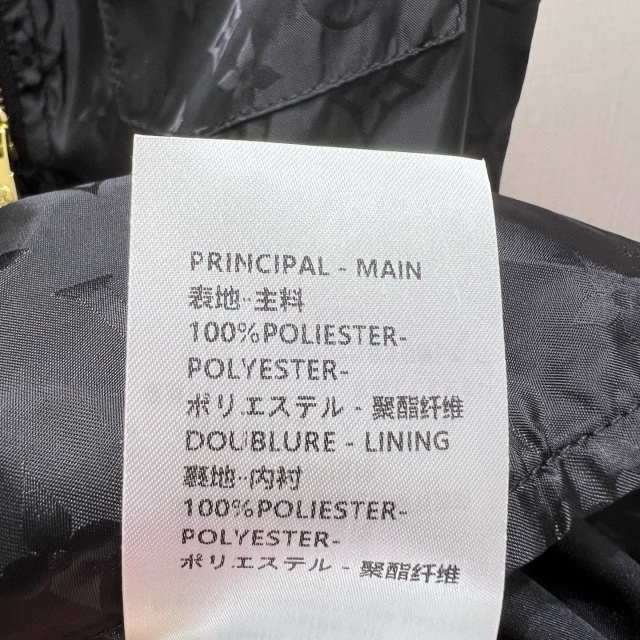 PRINCIPAL - MAIN
表地--主料
100%POLIESTER-
POLYESTER-
ポリエステル - 聚酯纤维
DOUBLURE - LINING
裏地--内衬
100%POLIESTER-
POLYESTER-
ポリエステル - 聚酯纤维